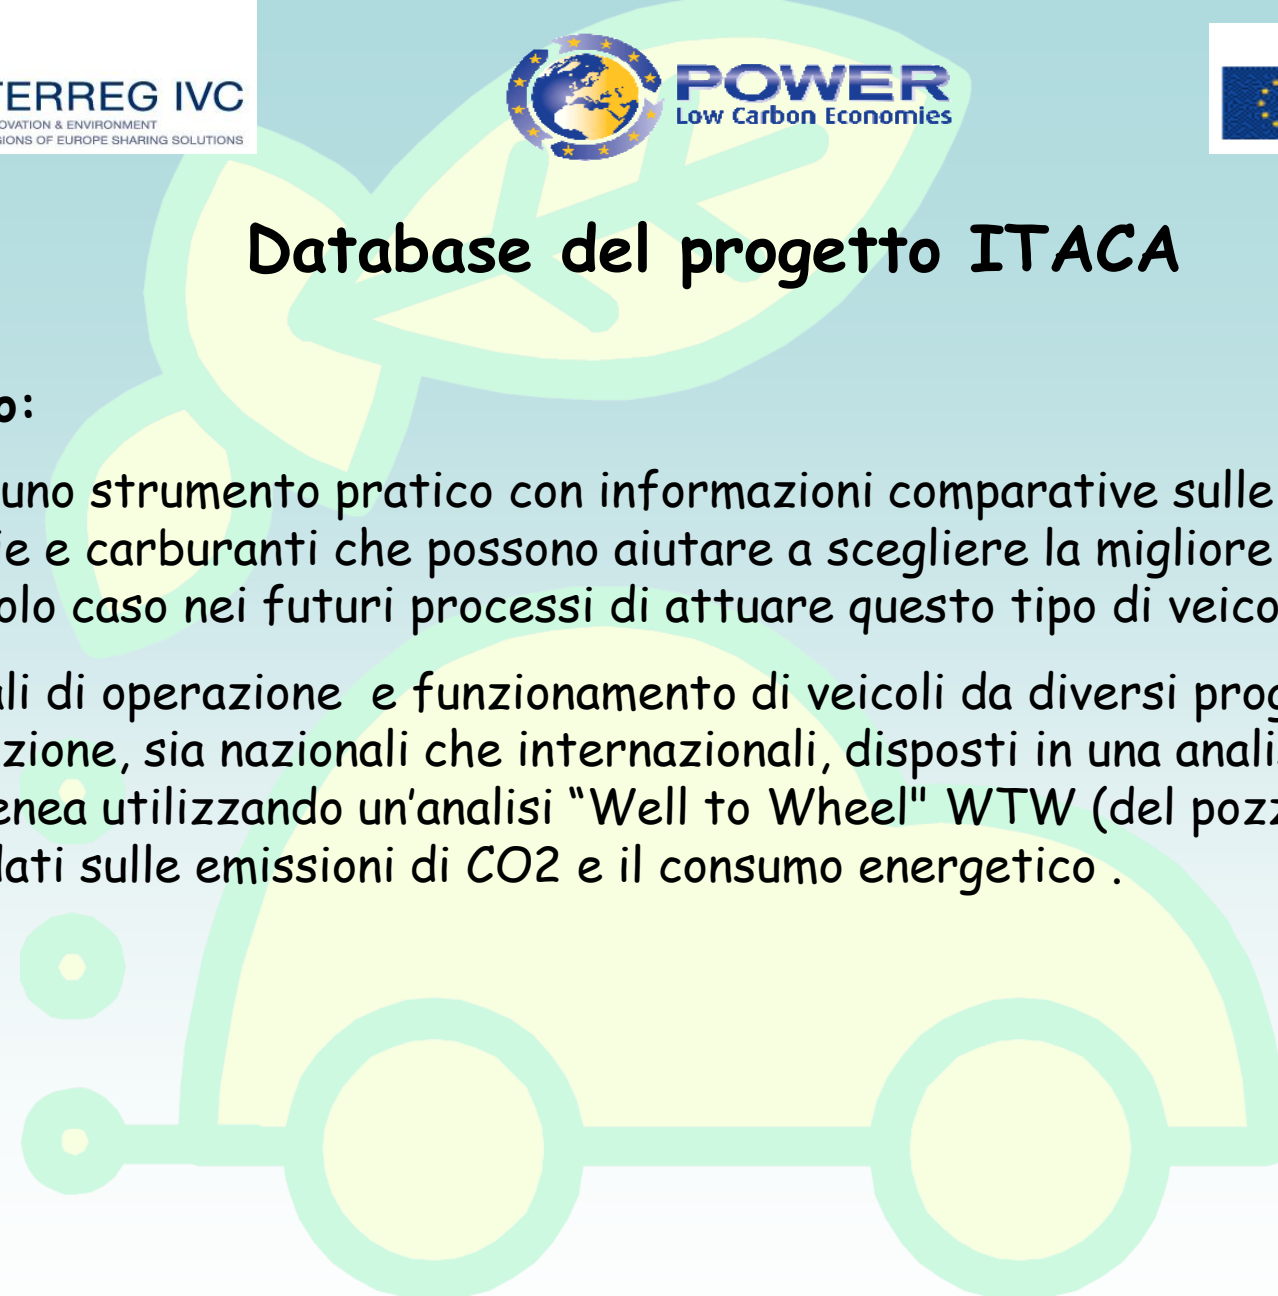 TERREG IVC
OVATION & ENVIRONMENT
GIONS OF EUROPE SHARING SOLUTIONS
POWER
Low Carbon Economies
Database del progetto ITACA
o:
uno strumento pratico con informazioni comparative sulle
ie e carburanti che possono aiutare a scegliere la migliore
olo caso nei futuri processi di attuare questo tipo di veico
ali di operazione e funzionamento di veicoli da diversi prog
zione, sia nazionali che internazionali, disposti in una analis
enea utilizzando un’analisi “Well to Wheel" WTW (del pozz
dati sulle emissioni di CO2 e il consumo energetico .